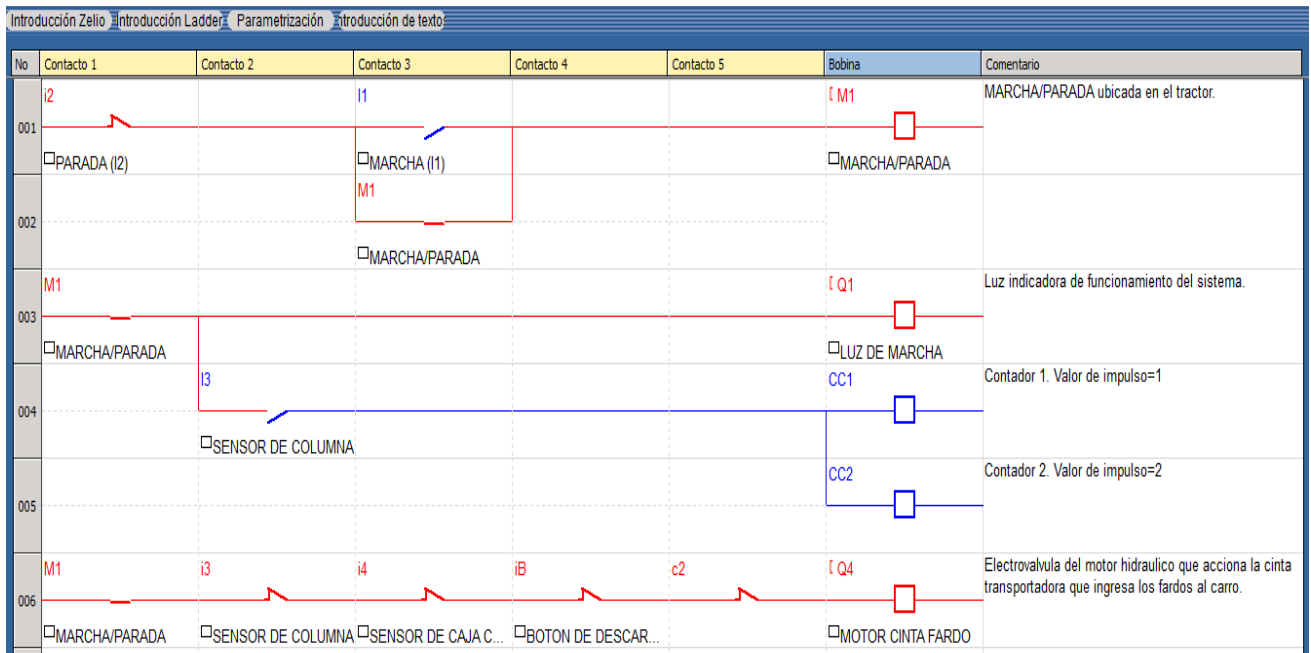 Introducción Zelio Introducción Ladder Parametrización ntroducción de texto
No Contacto 1 Contacto 2 Contacto 3 Contacto 4 Contacto 5 Bobina Comentario
i2 I1 [ M1 MARCHA/PARADA ubicada en el tractor.
001
PARADA (I2) MARCHA (I1) MARCHA/PARADA
M1
002
MARCHA/PARADA
M1 [ Q1 Luz indicadora de funcionamiento del sistema.
003
MARCHA/PARADA LUZ DE MARCHA
I3 CC1 Contador 1. Valor de impulso=1
004
SENSOR DE COLUMNA
CC2 Contador 2. Valor de impulso=2
005
M1 i3 i4 iB c2 [ Q4 Electrovalvula del motor hidraulico que acciona la cinta
transportadora que ingresa los fardos al carro.
006
MARCHA/PARADA SENSOR DE COLUMNA SENSOR DE CAJA C... BOTON DE DESCAR... MOTOR CINTA FARDO